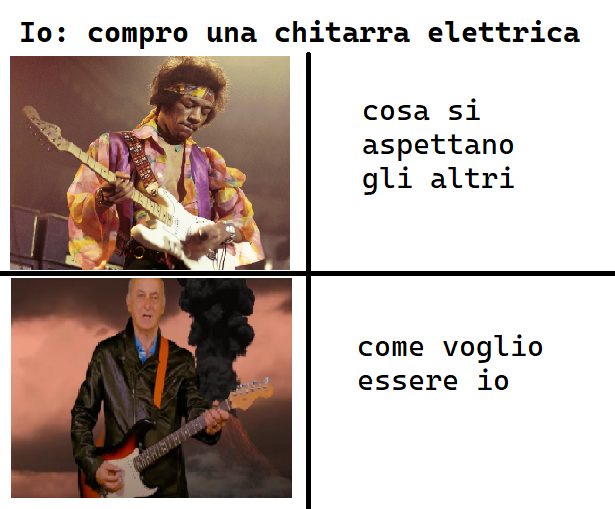 Io: compro una chitarra elettrica
cosa si
aspettano
gli altri
come voglio
essere io